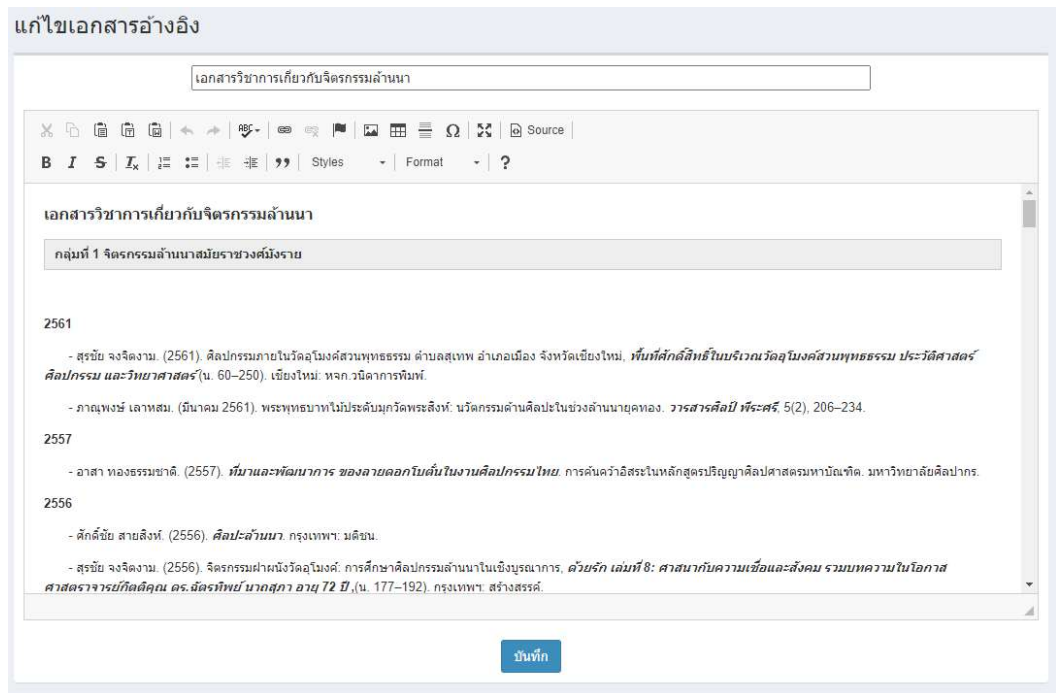 แก้ไขเอกสารอ้างอิง
เอกสารวิชาการเกี่ยวกับจิตรกรรมล้านนา
Source
B I S Tx Styles Format ?
เอกสารวิชาการเกี่ยวกับจิตรกรรมล้านนา
กลุ่มที่ 1 จิตรกรรมล้านนาสมัยราชวงศ์มังราย
2561
- สุรชัย จงจิตงาม. (2561). ศิลปกรรมภายในวัดอุโมงค์สวนพุทธธรรม ตำบลสุเทพ อำเภอเมือง จังหวัดเชียงใหม่, พื้นที่ศักดิ์สิทธิ์ในบริเวณวัดอุโมงค์สวนพุทธธรรม ประวัติศาสตร์
ศิลปกรรม และวิทยาศาสตร์ (น. 60–250). เชียงใหม่: หจก.วนิดาการพิมพ์.
- ภาณุพงษ์ เลาหสม. (มีนาคม 2561). พระพุทธบาทไม้ประดับมุกวัดพระสิงห์: นวัตกรรมด้านศิลปะในช่วงล้านนายุคทอง. วารสารศิลป์ พีระศรี, 5(2), 206–234.
2557
- อาสา ทองธรรมชาติ. (2557). ที่มาและพัฒนาการ ของลายดอกโบตั๋นในงานศิลปกรรมไทย. การค้นคว้าอิสระในหลักสูตรปริญญาศิลปศาสตรมหาบัณฑิต. มหาวิทยาลัยศิลปากร.
2556
- ศักดิ์ชัย สายสิงห์. (2556). ศิลปะล้านนา. กรุงเทพฯ: มติชน.
- สุรชัย จงจิตงาม. (2556). จิตรกรรมฝาผนังวัดอุโมงค์: การศึกษาศิลปกรรมล้านนาในเชิงบูรณาการ, ด้วยรัก เล่มที่ 8: ศาสนากับความเชื่อและสังคม รวมบทความในโอกาส
ศาสตราจารย์กิตติคุณ ดร.ฉัตรทิพย์ นาถสุภา อายุ 72 ปี ,(น. 177–192). กรุงเทพฯ: สร้างสรรค์.
บันทึก